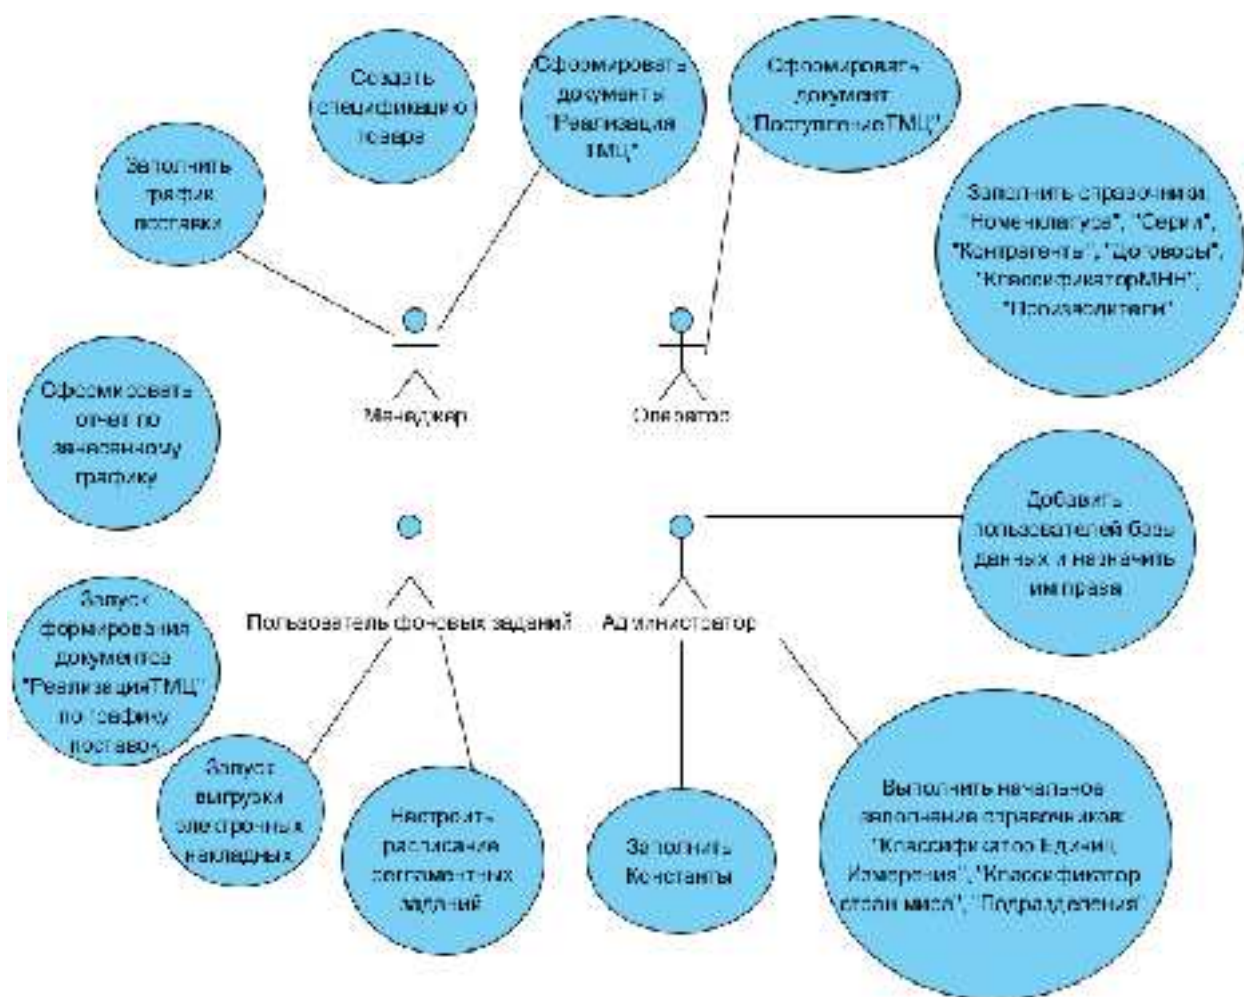 Создать
спецификацию
товара
Сформировать
документы
"Реализация
ТМЦ"
Сформировать
документ
"ПоступлениеТМЦ"
Заполнить
график
поставки
Заполнить справочники
"Номенклатура", "Серии",
"Контрагенты", "Договоры",
"КлассификаторМНН",
"Производители"
Менеджер
Оператор
Сформировать
отчет по
занесенному
графику
Добавить
пользователей базы
данных и назначить
им права
Запуск
формирования
документов
"РеализацияТМЦ"
по графику
поставок
Пользователь фоновых заданий
Администратор
Запуск
выгрузки
электронных
накладных
Настроить
расписание
регламентных
заданий
Заполнить
Константы
Выполнить начальное
заполнение справочников:
"Классификатор Единиц
Измерения", "Классификатор
стран мира", "Подразделения"